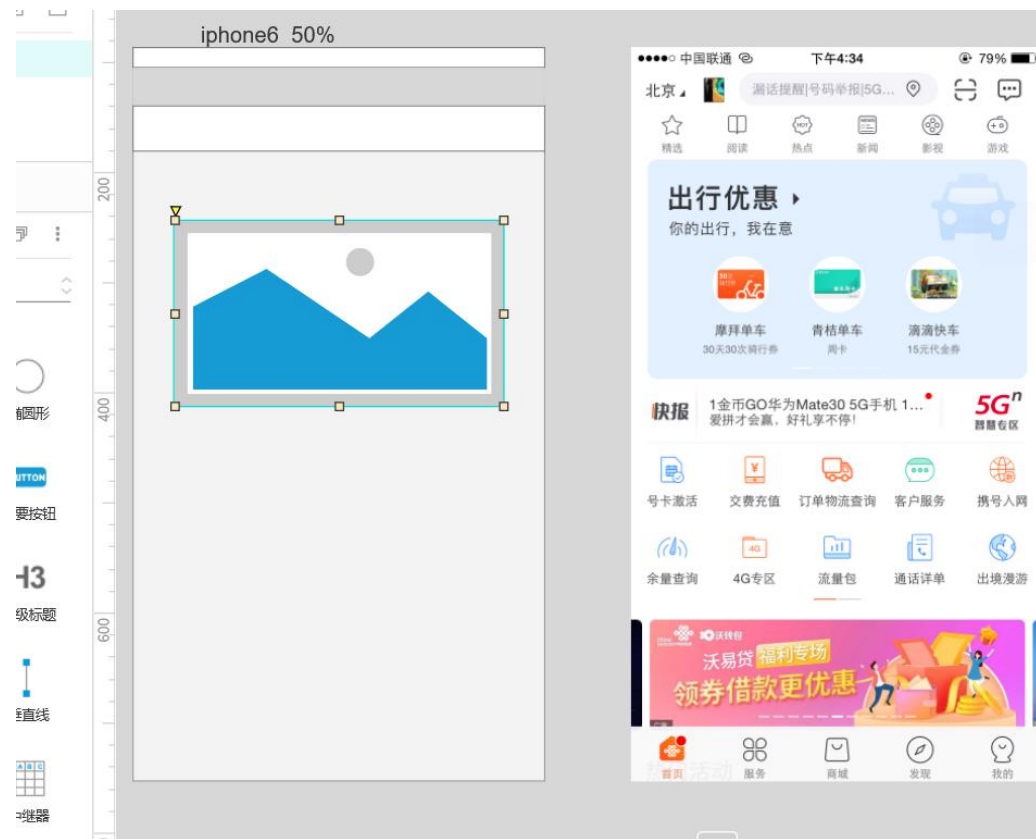 iphone6 50%
200
400
600
圆形
UTTON
要按钮
H3
级标题
直线
A B C
继器
中国联通
下午4:34
79%
北京
漏话提醒|号码举报|5G...
HOT
NEWS
精选
阅读
热点
新闻
影视
游戏
出行优惠
你的出行，我在意
摩拜单车
青桔单车
滴滴快车
30天30次骑行券
周卡
15元代金券
快报
1金币GO华为Mate30 5G手机 1...
爱拼才会赢，好礼享不停!
5Gⁿ
智慧专区
号卡激活
交费充值
订单物流查询
客户服务
携号入网
4G
余量查询
4G专区
流量包
通话详单
出境漫游
沃钱包
沃易贷 福利专场
领券借款更优惠
广告
活动
首页
服务
商城
发现
我的